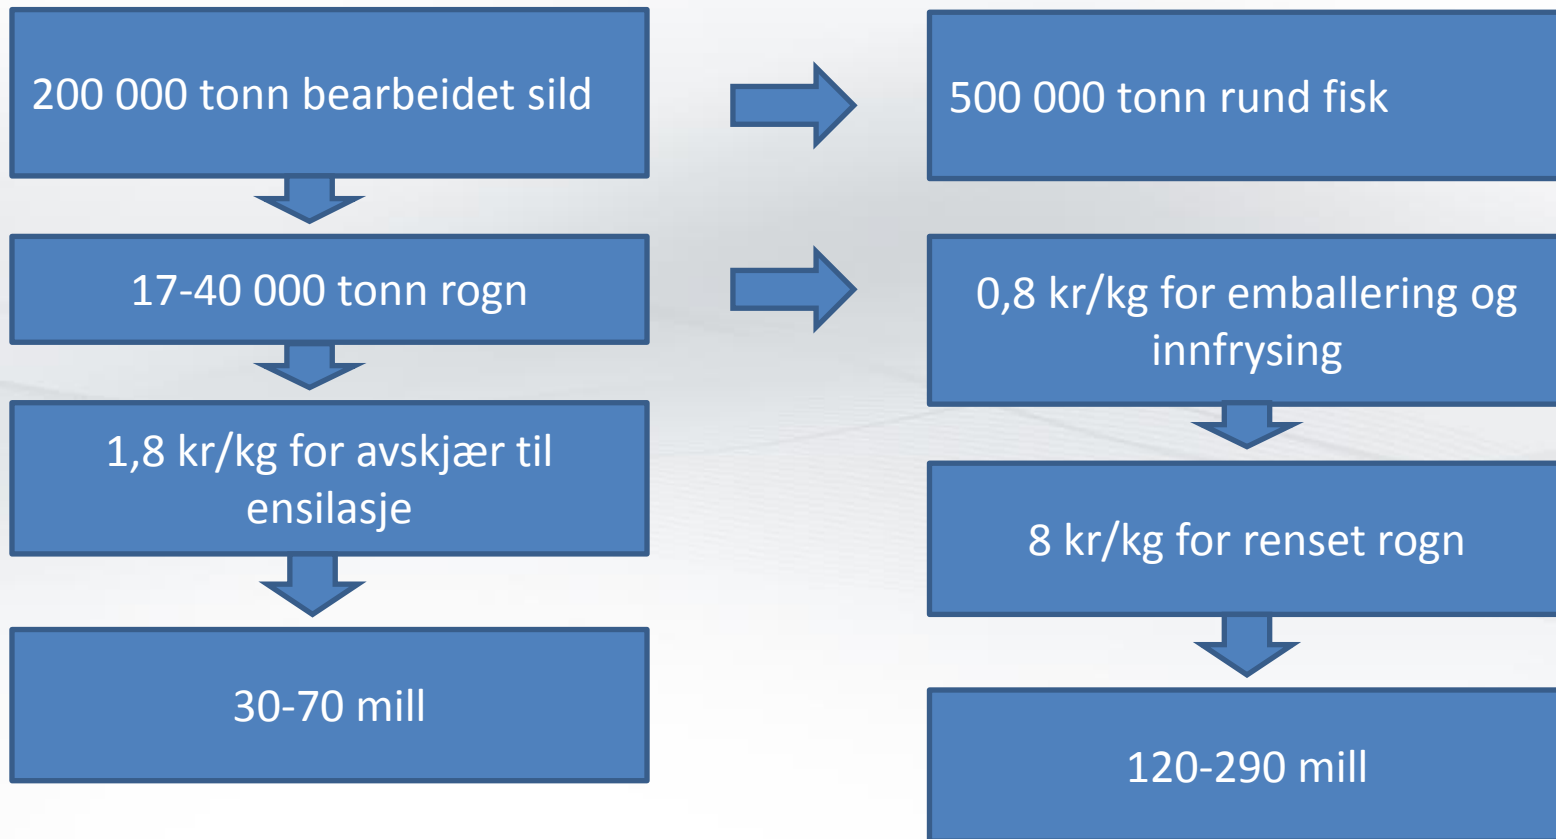 200 000 tonn bearbeidet sild
500 000 tonn rund fisk
17-40 000 tonn rogn
0,8 kr/kg for emballering og
innfrysing
1,8 kr/kg for avskjær til
ensilasje
8 kr/kg for renset rogn
30-70 mill
120-290 mill